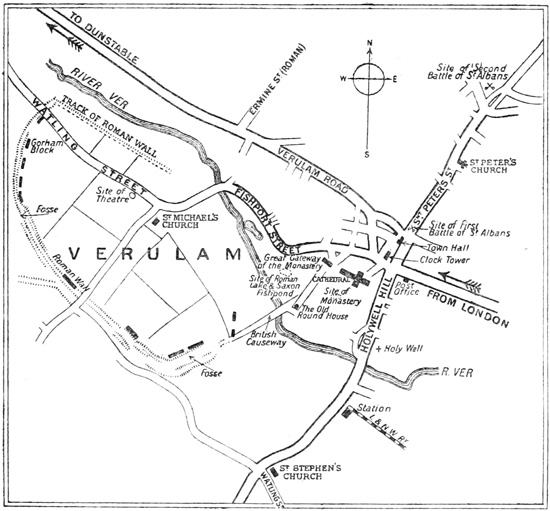 TO DUNSTABLE
RIVER VER
ERMINE ST (ROMAN)
N
W E
S
Site of Second
Battle of St Albans
TRACK OF ROMAN WALL
WATLING
STREET
Gorham
Block
VERULAM ROAD
ST PETER'S
CHURCH
ST PETERS ST
Site of
Theatre
Fosse
FISHPOOL
STREET
ST MICHAEL'S
CHURCH
Site of First
Battle of St Albans
Town Hall
Clock Tower
VERULAM
Great Gateway
of the Monastery
CATHEDRAL
Site of Roman
Lake & Saxon
Fishpond
Site of
Monastery
Post
Office
FROM LONDON
Roman Wall
The Old
Round House
HOLYWELL HILL
British
Causeway
Holy Well
Fosse
R. VER
Station
L & N W RY
ST STEPHEN'S
CHURCH
WATLING S